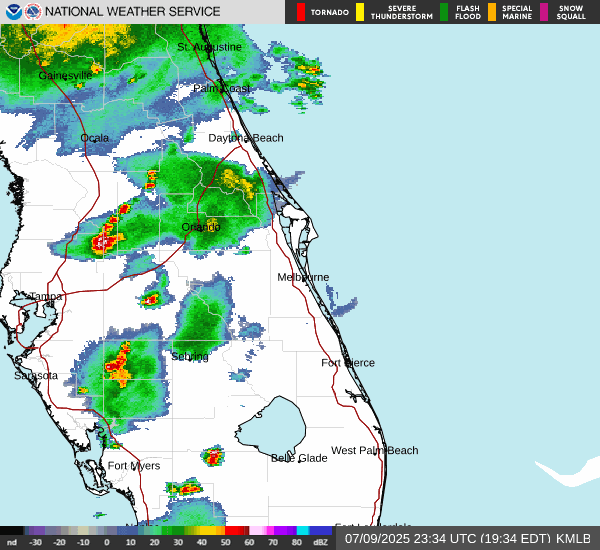 NATIONAL WEATHER SERVICE
TORNADO
SEVERE THUNDERSTORM
FLASH FLOOD
SPECIAL MARINE
SNOW SQUALL
St. Augustine
Gainesville
Palm Coast
Ocala
Daytona Beach
Orlando
Melbourne
Tampa
Sebring
Fort Pierce
Sarasota
West Palm Beach
Belle Glade
Fort Myers
nd -30 -20 -10 0 10 20 30 40 50 60 70 80 dBZ
07/09/2025 23:34 UTC (19:34 EDT) KMLB